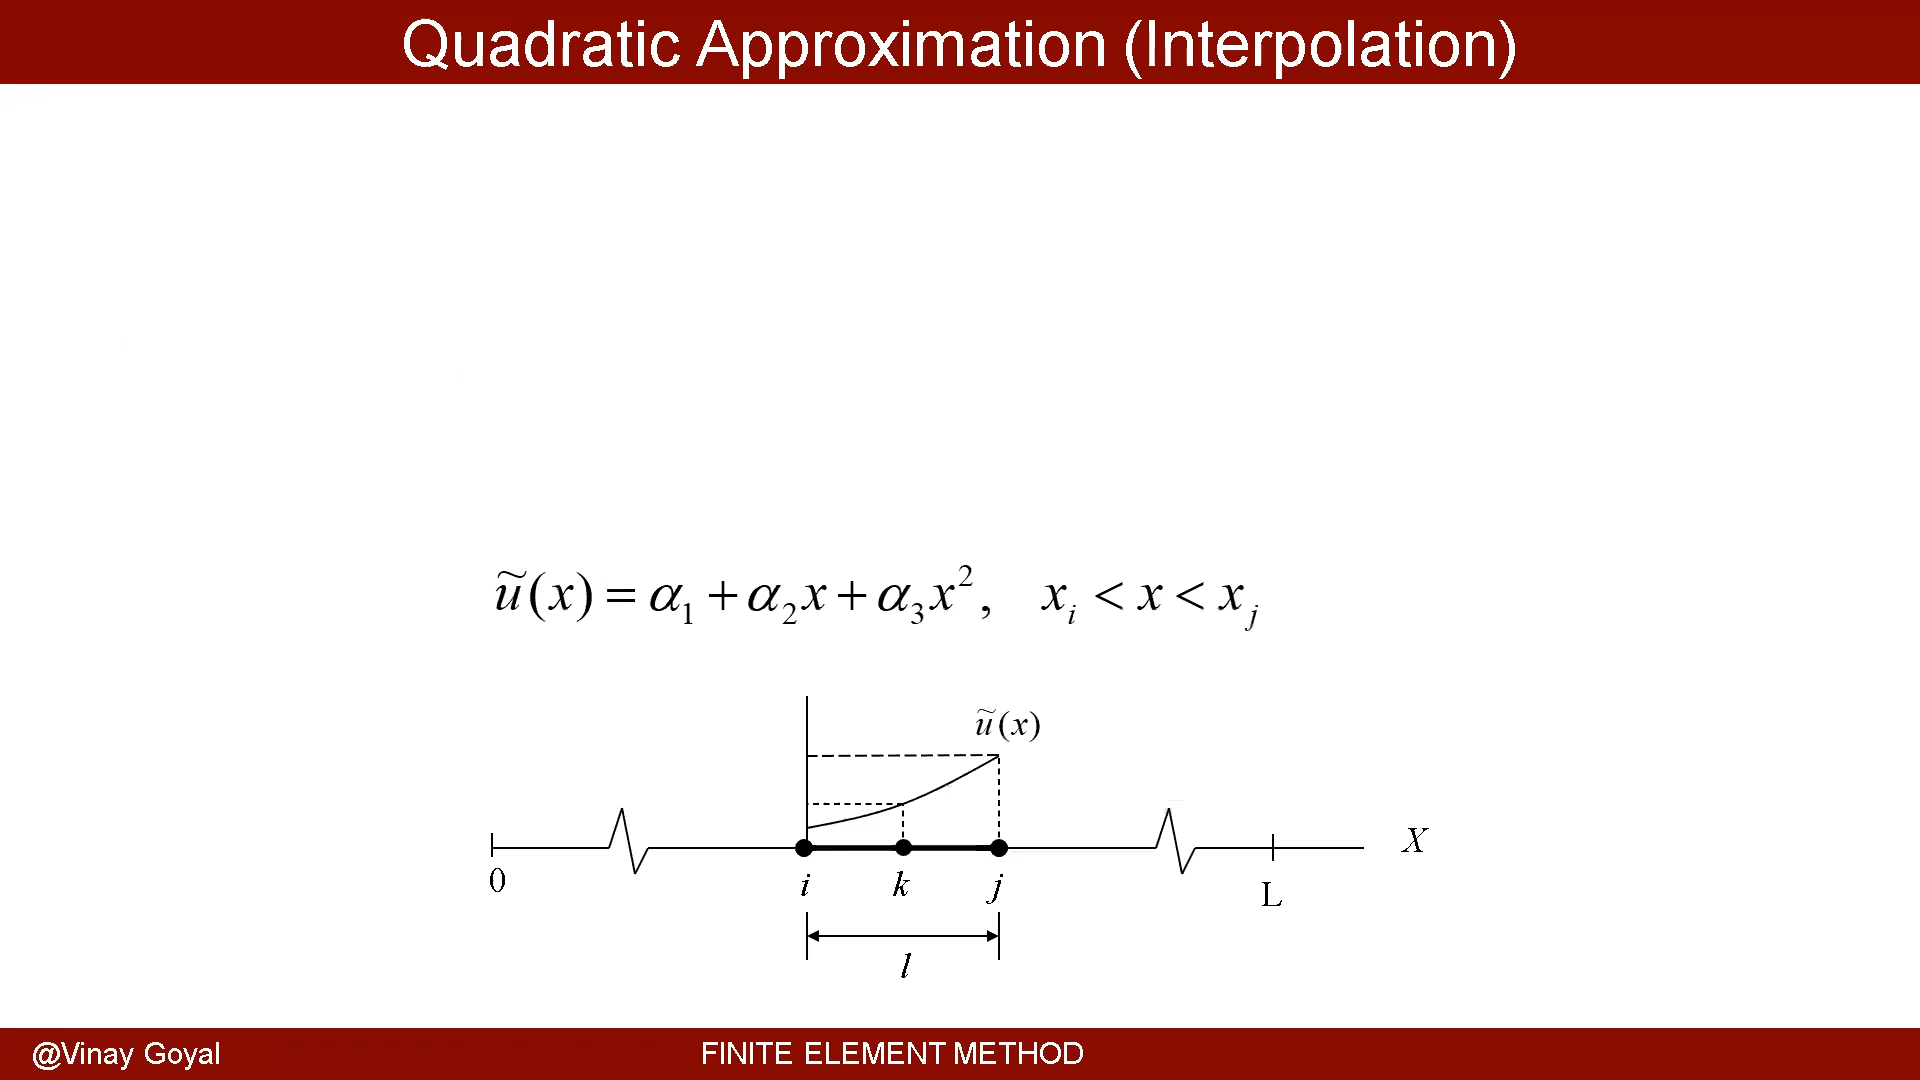 Quadratic Approximation (Interpolation)
ũ(x) = α₁ + α₂x + α₃x², xᵢ < x < xⱼ
ũ(x)
X
0 i k j L
l
@Vinay Goyal FINITE ELEMENT METHOD